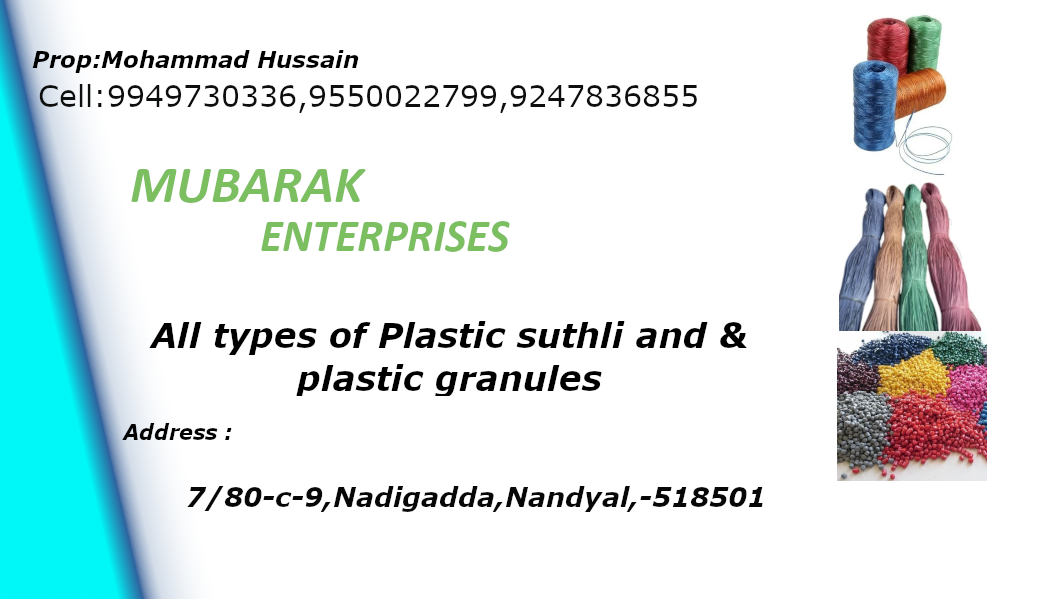 Prop:Mohammad Hussain
Cell:9949730336,9550022799,9247836855
MUBARAK
ENTERPRISES
All types of Plastic suthli and &
plastic granules
Address :
7/80-c-9,Nadigadda,Nandyal,-518501